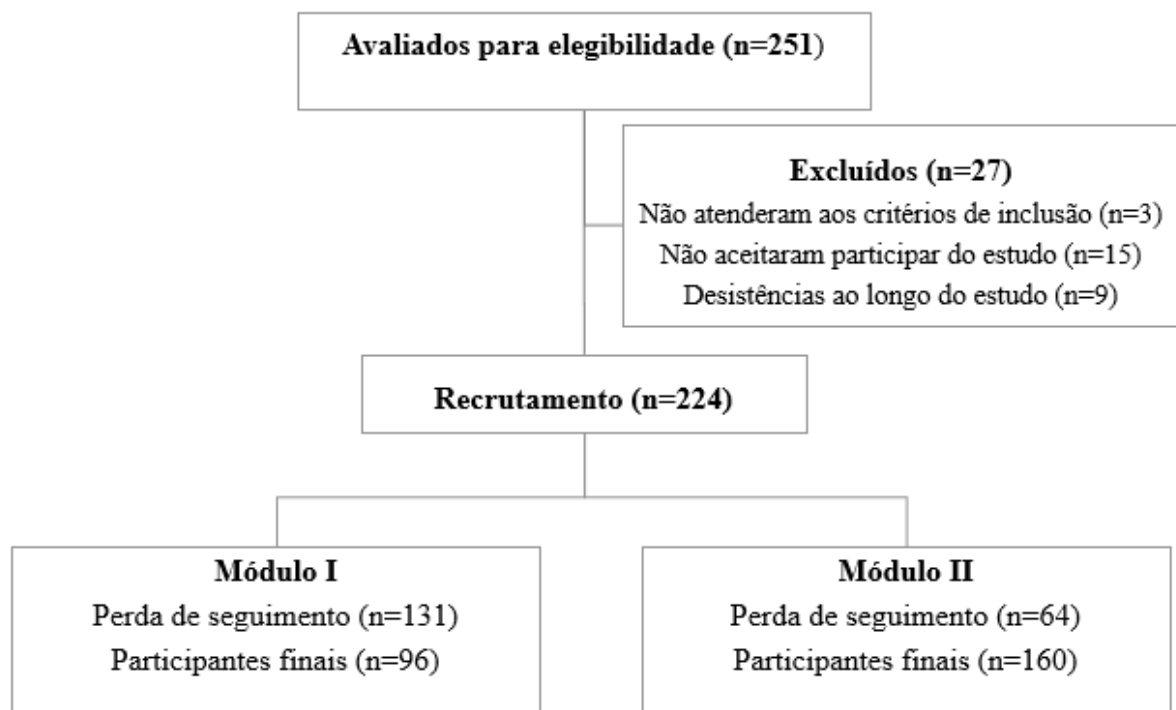 Avaliados para elegibilidade (n=251)
Excluídos (n=27)
Não atenderam aos critérios de inclusão (n=3)
Não aceitaram participar do estudo (n=15)
Desistências ao longo do estudo (n=9)
Recrutamento (n=224)
Módulo I
Perda de seguimento (n=131)
Participantes finais (n=96)
Módulo II
Perda de seguimento (n=64)
Participantes finais (n=160)